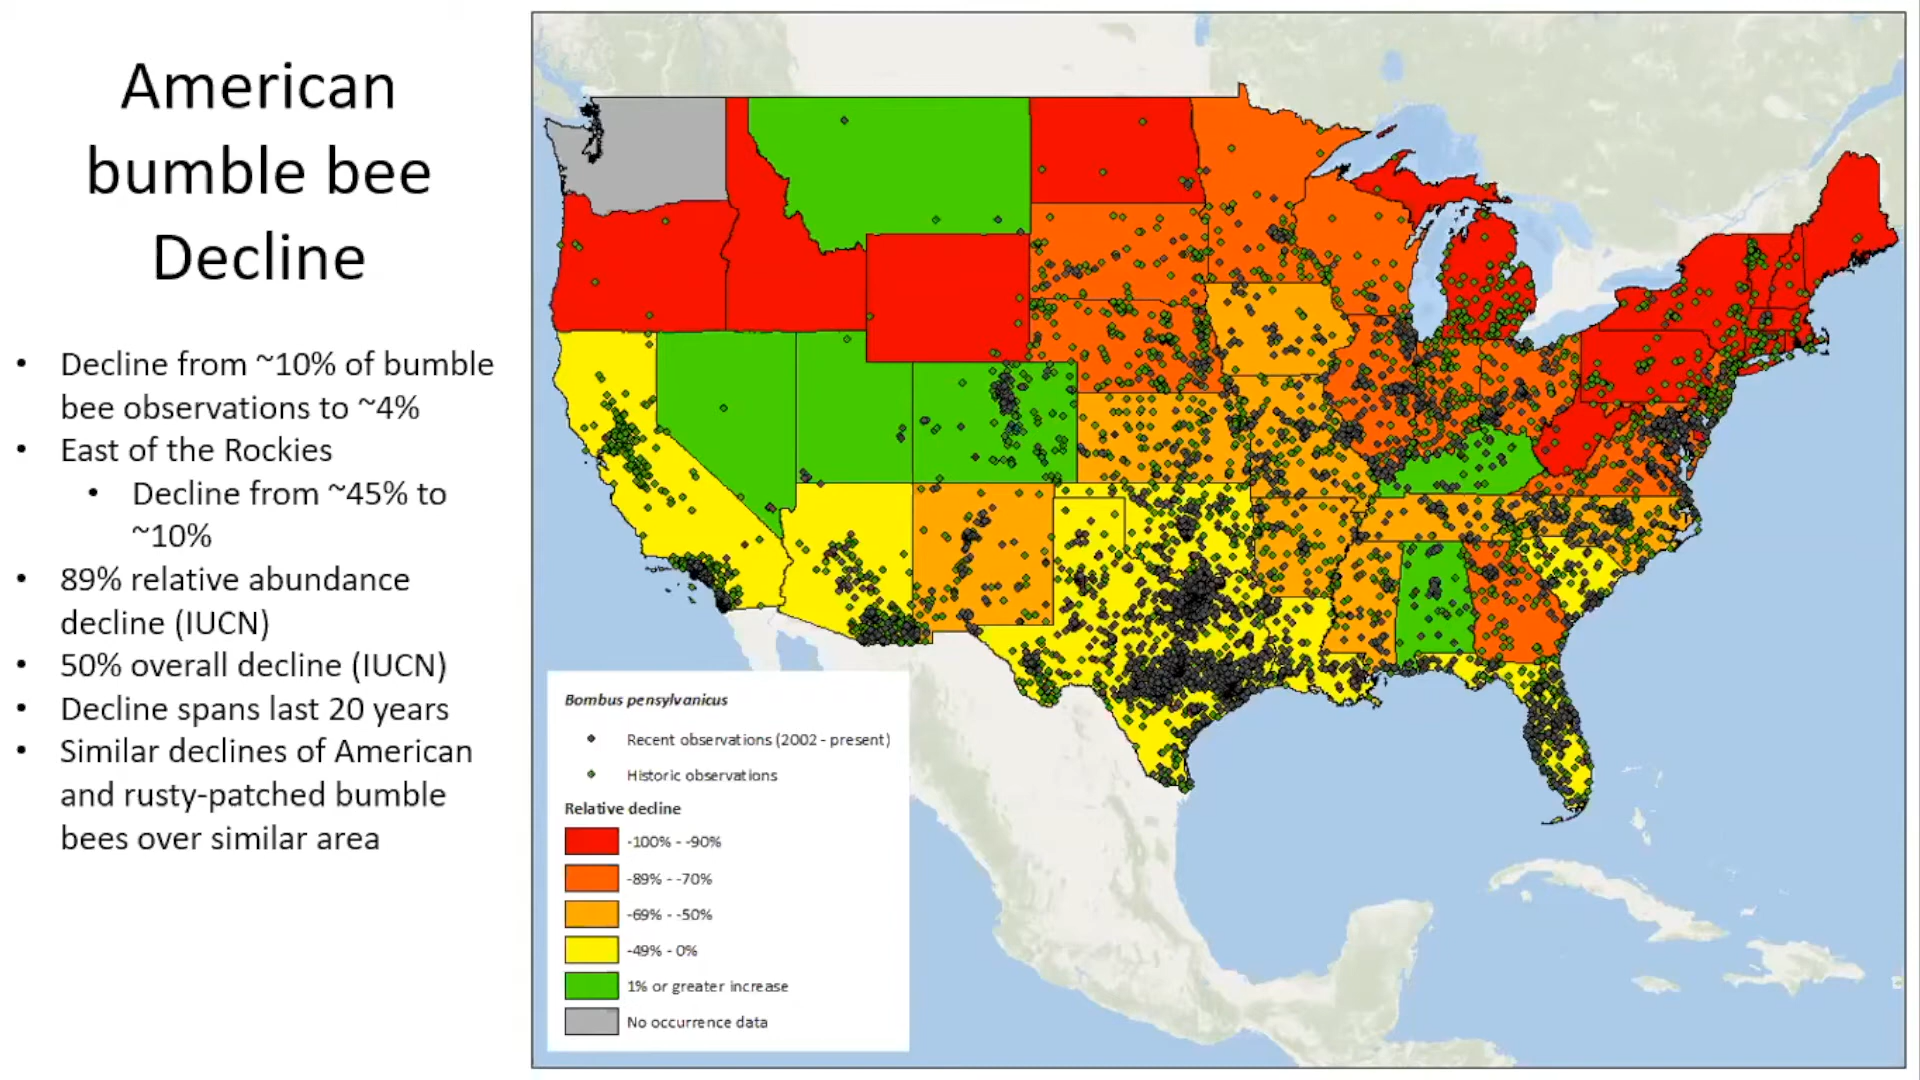 American
bumble bee
Decline
• Decline from ~10% of bumble
bee observations to ~4%
• East of the Rockies
• Decline from ~45% to
~10%
• 89% relative abundance
decline (IUCN)
• 50% overall decline (IUCN)
• Decline spans last 20 years
• Similar declines of American
and rusty-patched bumble
bees over similar area
Bombus pensylvanicus
Recent observations (2002 - present)
Historic observations
Relative decline
-100% - -90%
-89% - -70%
-69% - -50%
-49% - 0%
1% or greater increase
No occurrence data